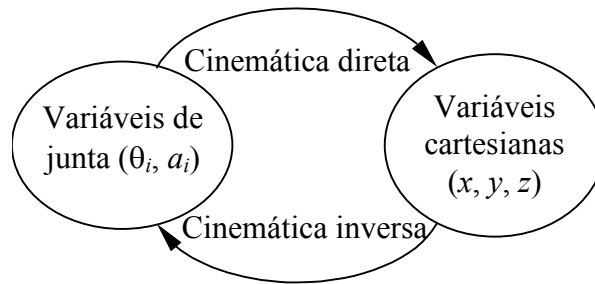 Cinemática direta
Variáveis de
junta (θi, ai)
Variáveis
cartesianas
(x, y, z)
Cinemática inversa